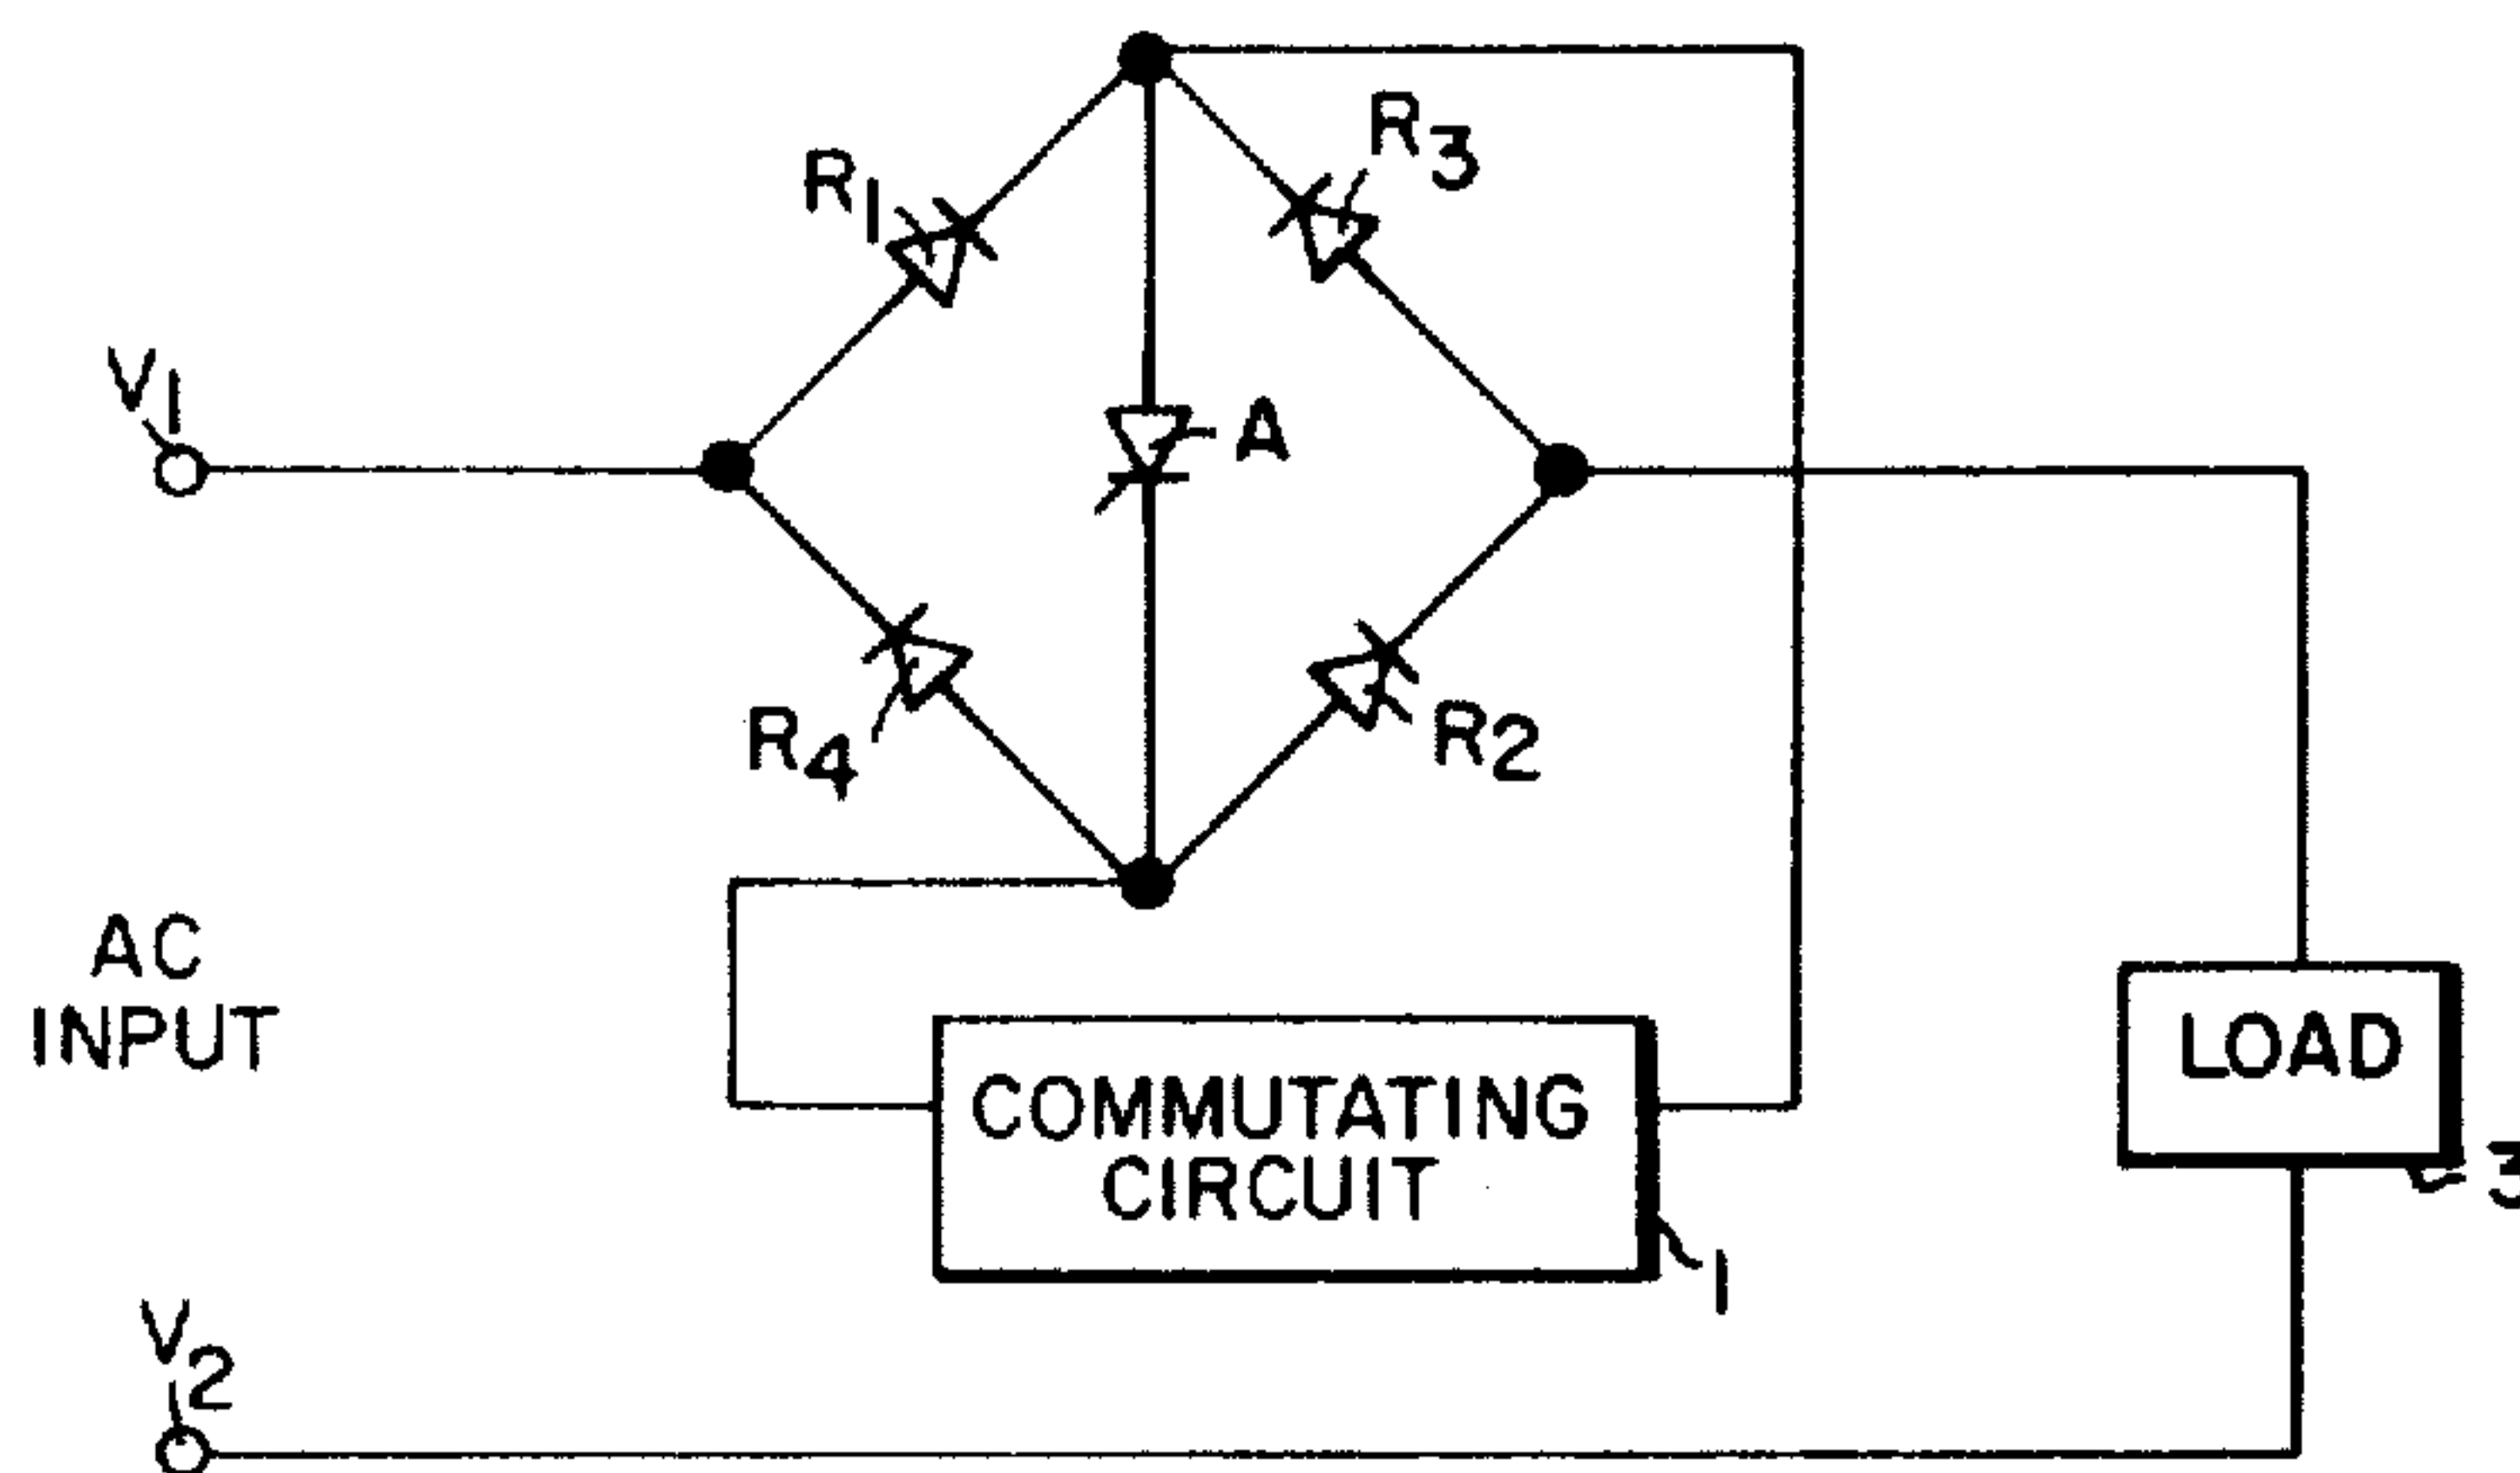 R1
R3
V1
A
R4
R2
AC
INPUT
COMMUTATING
CIRCUIT
LOAD
3
1
V2